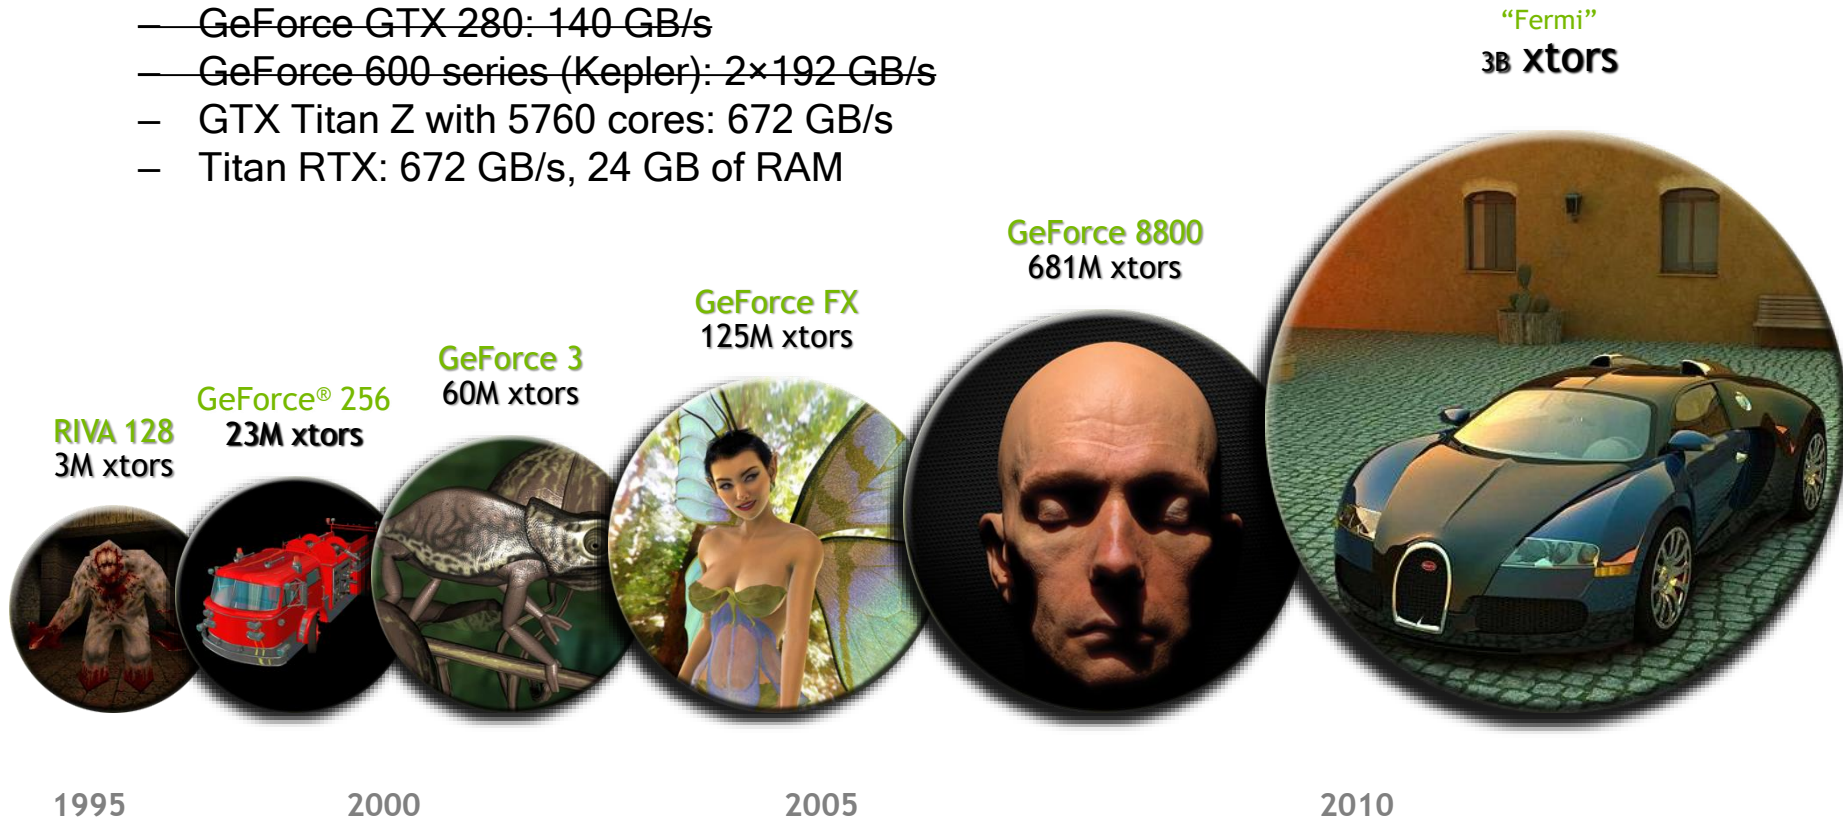 – GeForce GTX 280: 140 GB/s
– GeForce 600 series (Kepler): 2×192 GB/s
– GTX Titan Z with 5760 cores: 672 GB/s
– Titan RTX: 672 GB/s, 24 GB of RAM
“Fermi”
3B xtors
GeForce 8800
681M xtors
GeForce FX
125M xtors
GeForce 3
60M xtors
GeForce® 256
23M xtors
RIVA 128
3M xtors
1995
2000
2005
2010